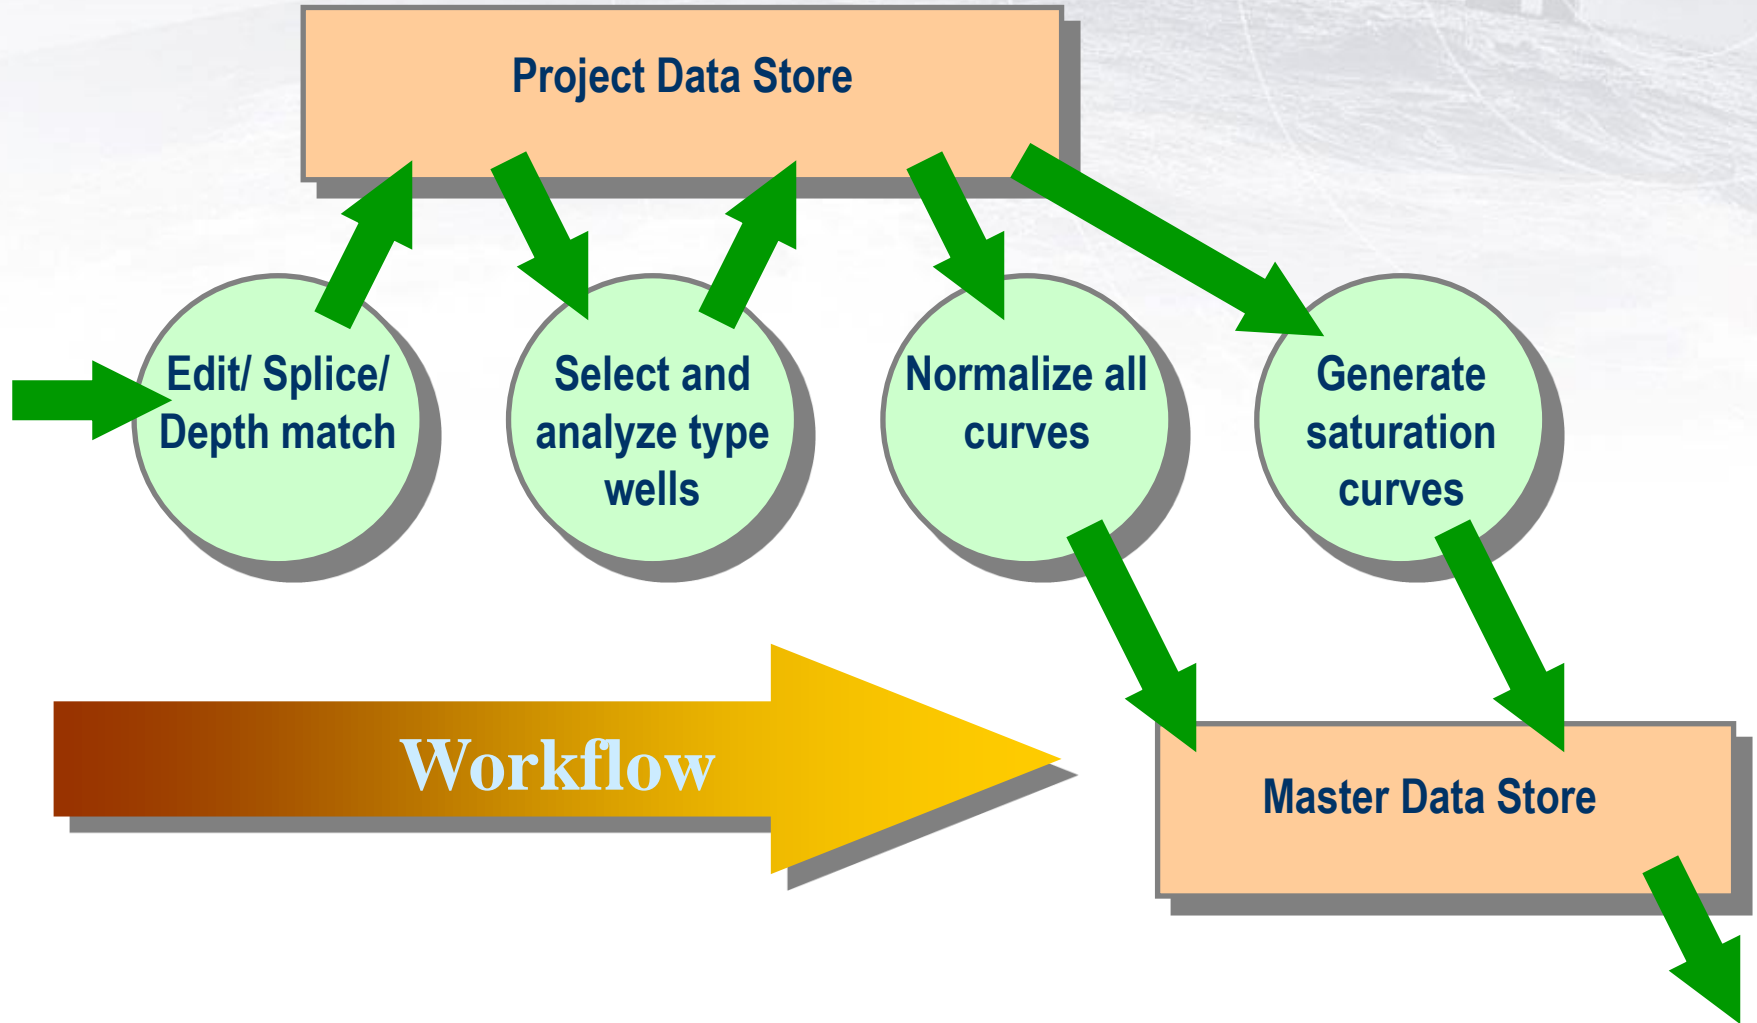 Project Data Store
Edit/ Splice/
Depth match
Select and
analyze type
wells
Normalize all
curves
Generate
saturation
curves
Workflow
Master Data Store